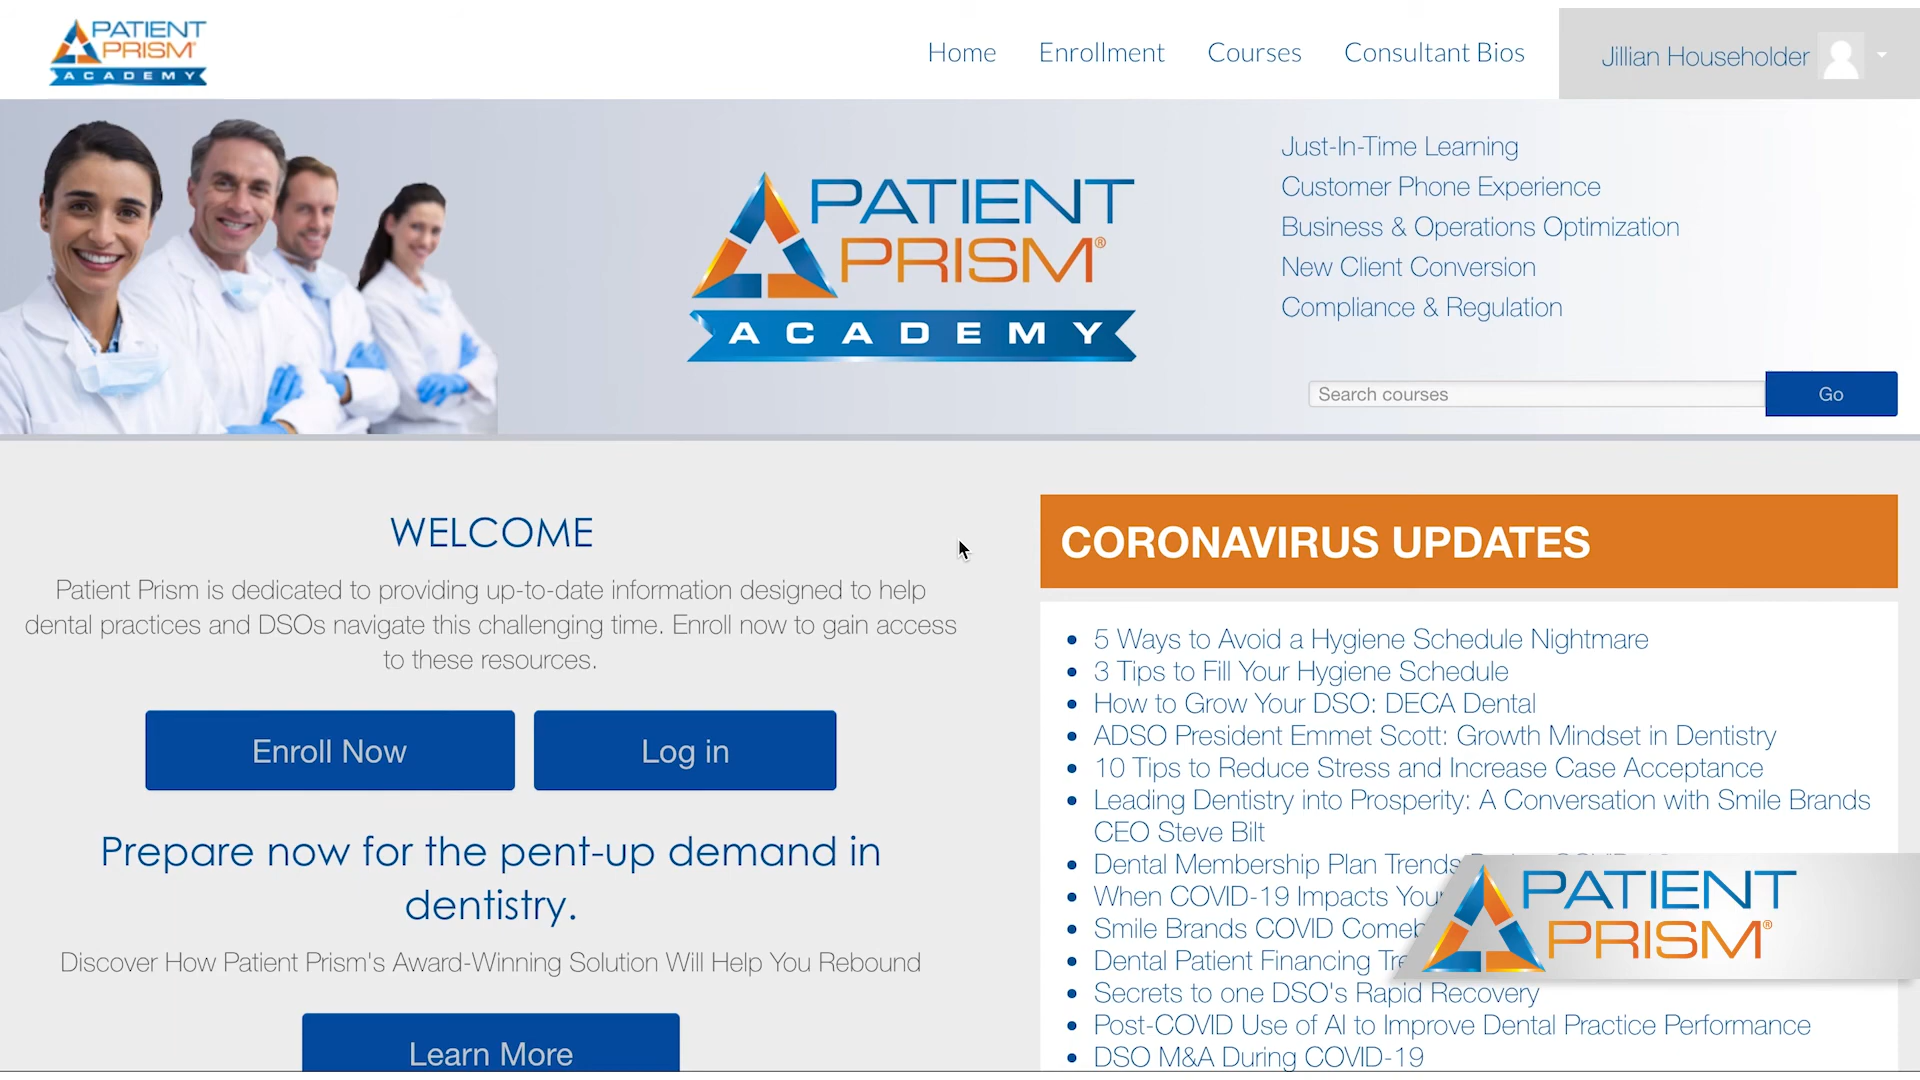 PATIENT
PRISM
ACADEMY
Home
Enrollment
Courses
Consultant Bios
Jillian Householder
PATIENT
PRISM®
ACADEMY
Just-In-Time Learning
Customer Phone Experience
Business & Operations Optimization
New Client Conversion
Compliance & Regulation
Search courses
Go
WELCOME
Patient Prism is dedicated to providing up-to-date information designed to help
dental practices and DSOs navigate this challenging time. Enroll now to gain access
to these resources.
Enroll Now
Log in
Prepare now for the pent-up demand in
dentistry.
Discover How Patient Prism's Award-Winning Solution Will Help You Rebound
Learn More
CORONAVIRUS UPDATES
5 Ways to Avoid a Hygiene Schedule Nightmare
3 Tips to Fill Your Hygiene Schedule
How to Grow Your DSO: DECA Dental
ADSO President Emmet Scott: Growth Mindset in Dentistry
10 Tips to Reduce Stress and Increase Case Acceptance
Leading Dentistry into Prosperity: A Conversation with Smile Brands
CEO Steve Bilt
Dental Membership Plan Trends
When COVID-19 Impacts
Smile Brands COVID
Dental Patient Financing
Secrets to one DSO's Rapid Recovery
Post-COVID Use of AI to Improve Dental Practice Performance
DSO M&A During COVID-19
PATIENT
PRISM®